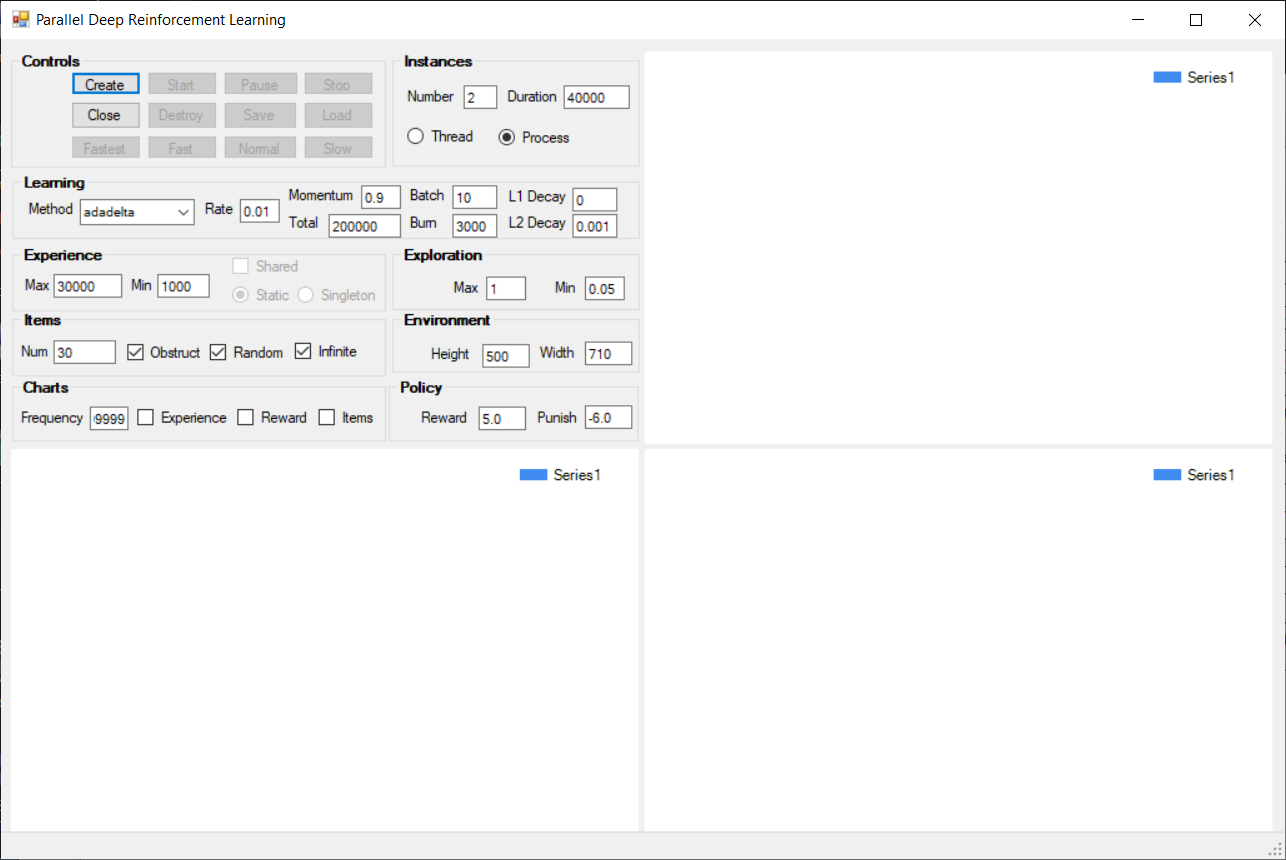 Parallel Deep Reinforcement Learning
Controls
Create Start Pause Stop
Close Destroy Save Load
Fastest Fast Normal Slow
Instances
Number 2 Duration 40000
Thread Process
Series1
Learning
Method adadelta Rate 0.01 Momentum 0.9 Batch 10 L1 Decay 0
Total 200000 Burn 3000 L2 Decay 0.001
Experience
Max 30000 Min 1000 Shared
Static Singleton
Exploration
Max 1 Min 0.05
Items
Num 30 Obstruct Random Infinite
Environment
Height 500 Width 710
Charts
Frequency 9999 Experience Reward Items
Policy
Reward 5.0 Punish -6.0
Series1
Series1